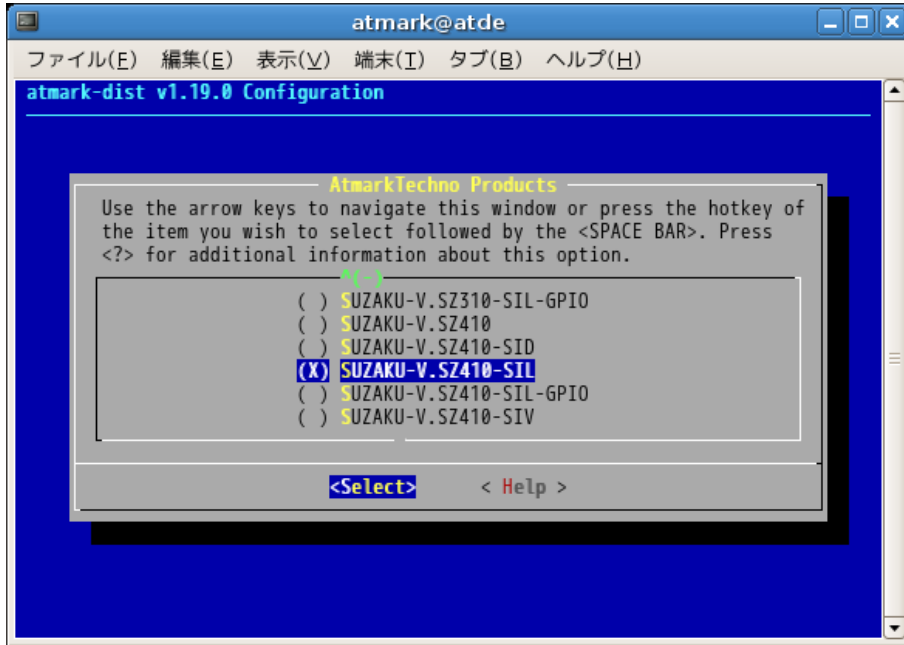 atmark@atde
ファイル(F) 編集(E) 表示(V) 端末(T) タブ(B) ヘルプ(H)
atmark-dist v1.19.0 Configuration
AtmarkTechno Products
Use the arrow keys to navigate this window or press the hotkey of
the item you wish to select followed by the <SPACE BAR>. Press
<?> for additional information about this option.
^(-)
( ) SUZAKU-V.SZ310-SIL-GPIO
( ) SUZAKU-V.SZ410
( ) SUZAKU-V.SZ410-SID
(X) SUZAKU-V.SZ410-SIL
( ) SUZAKU-V.SZ410-SIL-GPIO
( ) SUZAKU-V.SZ410-SIV
<Select> < Help >